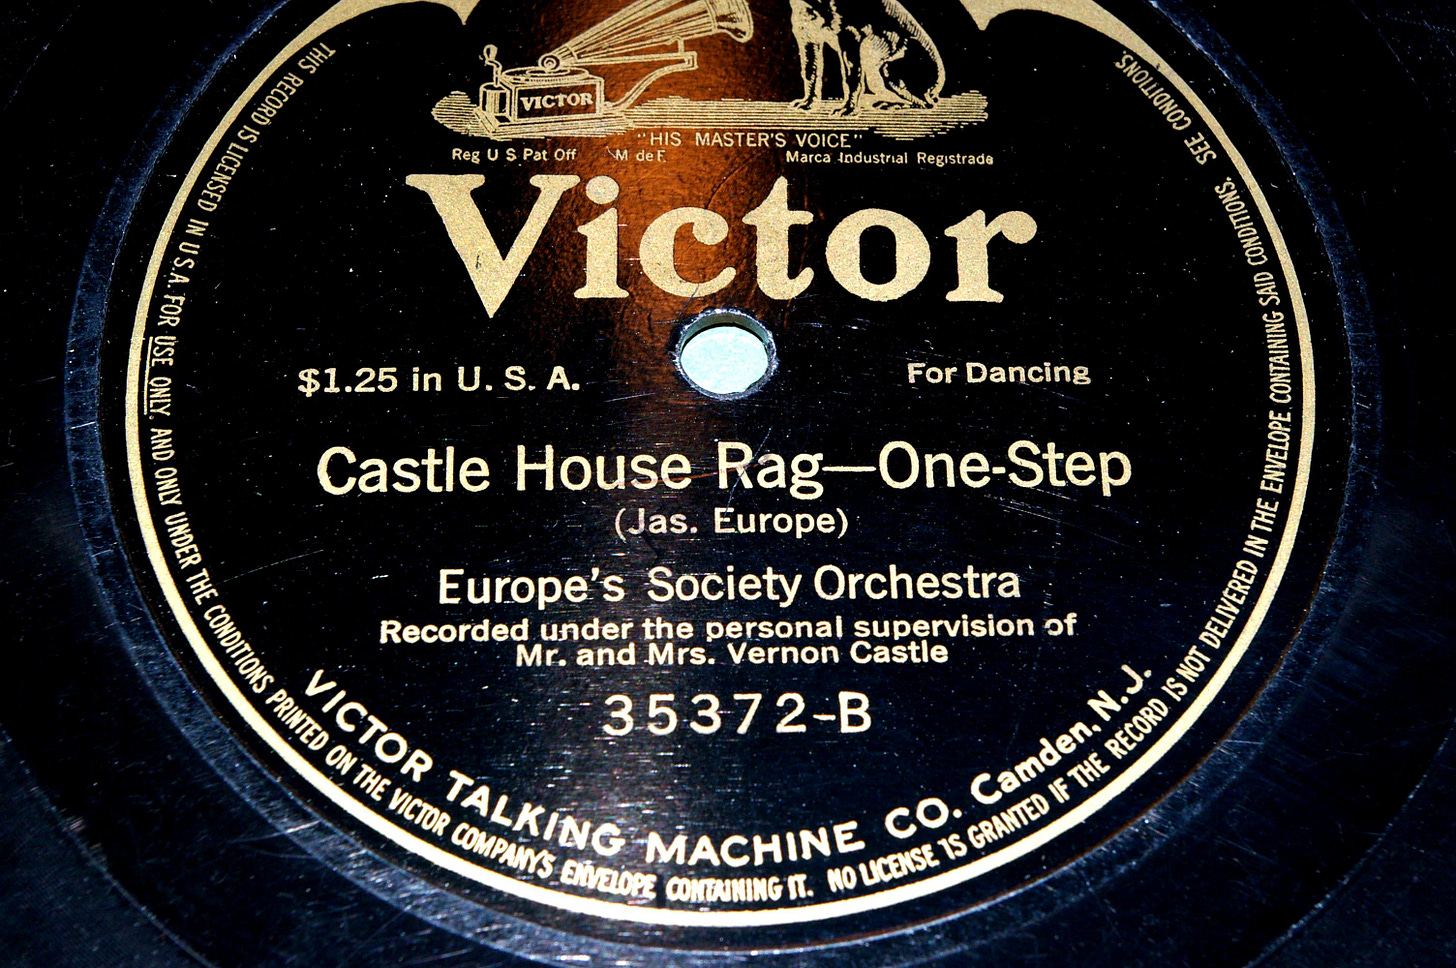 VICTOR
"HIS MASTER'S VOICE"
Reg U S Pat Off M de F. Marca Industrial Registrada
Victor
$1.25 in U. S. A. For Dancing
Castle House Rag—One-Step
(Jas. Europe)
Europe's Society Orchestra
Recorded under the personal supervision of
Mr. and Mrs. Vernon Castle
35372-B
VICTOR TALKING MACHINE CO. Camden, N. J.
THIS RECORD IS LICENSED IN U.S.A. FOR USE ONLY, AND ONLY UNDER THE CONDITIONS PRINTED ON THE VICTOR COMPANY'S ENVELOPE CONTAINING IT. NO LICENSE IS GRANTED IF THE RECORD IS NOT DELIVERED IN THE ENVELOPE CONTAINING SAID CONDITIONS. SEE CONDITIONS.